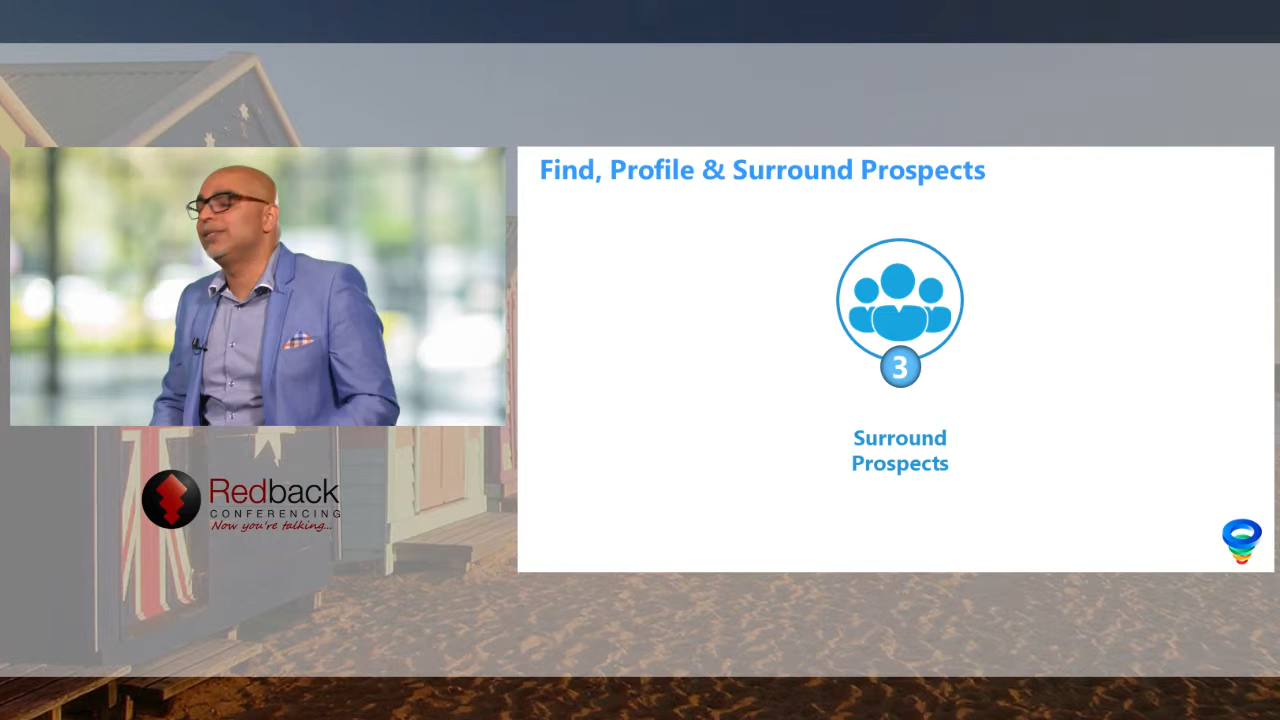 Find, Profile & Surround Prospects
3
Surround
Prospects
Redback
CONFERENCING
Now you're talking...